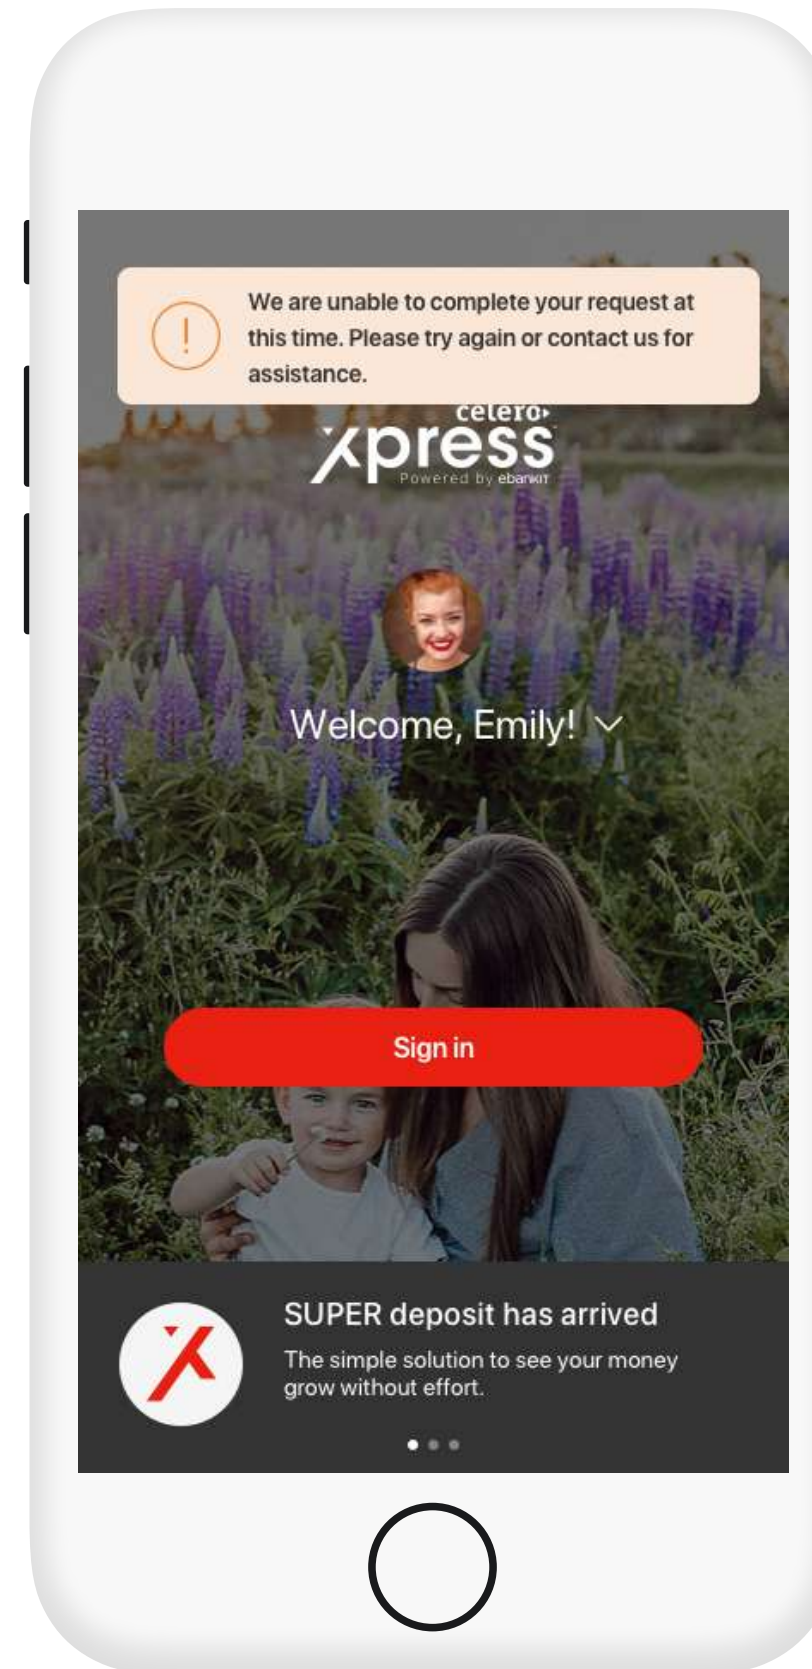 We are unable to complete your request at
this time. Please try again or contact us for
assistance.
celero
xpress
Powered by ebankIT
Welcome, Emily!
Sign in
SUPER deposit has arrived
The simple solution to see your money
grow without effort.